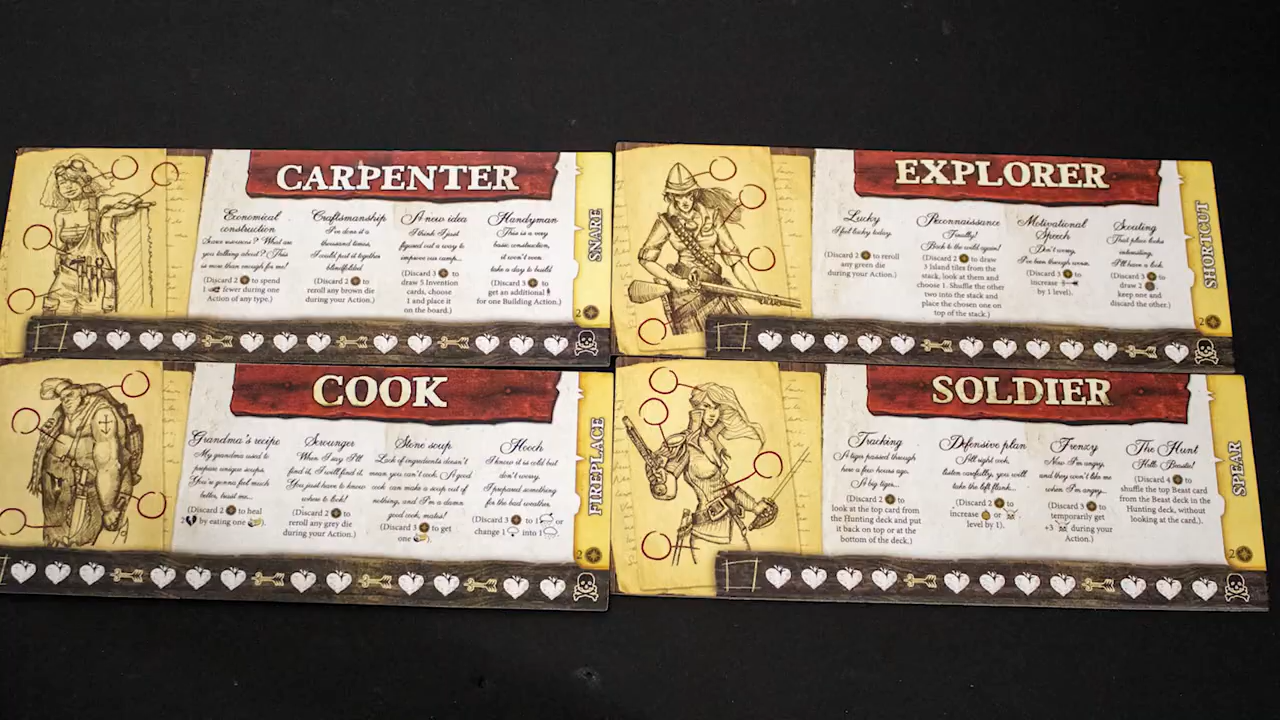 CARPENTER
Economical
construction
than enough for me!
(Discard 2 to spend
1 fewer during one
Action of any type.)
Craftsmanship
I've done it a
thousand times,
I could put it together
blindfolded
(Discard 2 to
reroll any brown die
during your Action.)
A new idea
I think I just
figured out a way to
improve our camp...
(Discard 3 to
draw 5 Invention
cards, choose
1 and place it
on the board.)
Handyman
This is a very
basic construction,
it won't even
take a day to build
(Discard 3 to
get an additional
for one Building Action.)
SNARE
2
EXPLORER
Lucky
I feel lucky today.
(Discard 2 to reroll
any green die
during your Action.)
Reconnaissance
Finally!
Back to the wild again!
(Discard 2 to draw
3 Island tiles from the
stack, look at them and
choose 1. Shuffle the other
two into the stack and
place the chosen one on
top of the stack.)
Motivational
Speech
Don't worry,
I've been through worse.
(Discard 3 to
increase
by 1 level).
Scouting
That place looks
interesting,
I'll have a look.
(Discard 3 to
draw 2
keep one and
discard the other.)
SHORTCUT
2
COOK
Grandma's recipe
My grandma used to
prepare unique soups.
You're gonna feel much
better, trust me...
(Discard 2 to heal
2 by eating one .)
Scrounger
When I say I'll
find it, I will find it.
You just have to know
where to look!
(Discard 2 to
reroll any grey die
during your Action.)
Stone soup
Lack of ingredients doesn't
mean you can't cook. A good
cook can make a soup out of
nothing, and I'm a damn
good cook, mates!
(Discard 3 to get
one .)
Hooch
I know it is cold but
don't worry,
I prepared something
for the bad weather.
(Discard 3 to 1 or
change 1 into 1 .)
FIREPLACE
2
SOLDIER
Tracking
A tiger passed through
here a few hours ago.
A big tiger...
(Discard 2 to
look at the top card from
the Hunting deck and put
it back on top or at the
bottom of the deck.)
Defensive plan
All right cook,
listen carefully, you will
take the left flank...
(Discard 2 to
increase or
level by 1).
Frenzy
Now I'm angry,
and they won't like me
when I'm angry...
(Discard 3 to
temporarily get
+3 during your
Action.)
The Hunt
Hello Beastie!
(Discard 4 to
shuffle the top Beast card
from the Beast deck in the
Hunting deck, without
looking at the card.).
SPEAR
2